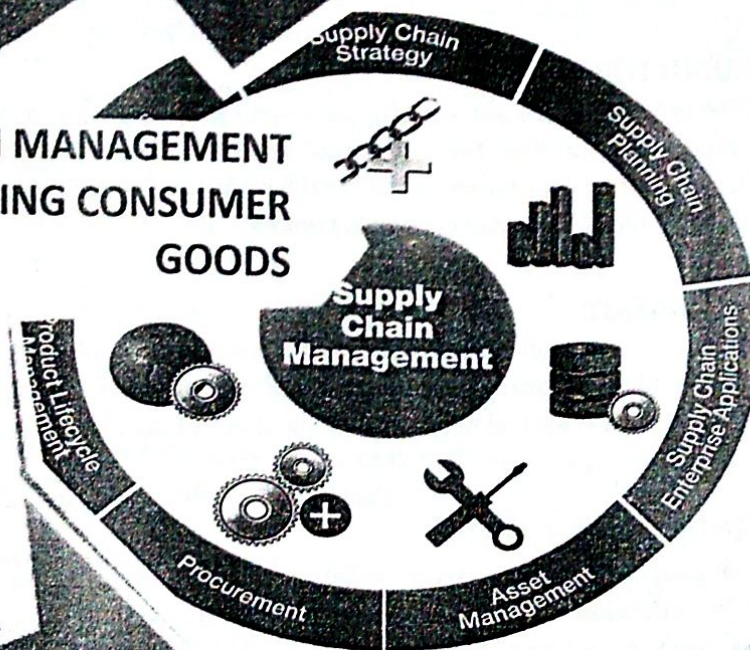 MANAGEMENT
ING CONSUMER
GOODS
Supply Chain
Strategy
Supply Chain
Planning
Supply Chain
Enterprise Applications
Asset
Management
Procurement
Product Lifecycle
Management
Supply
Chain
Management